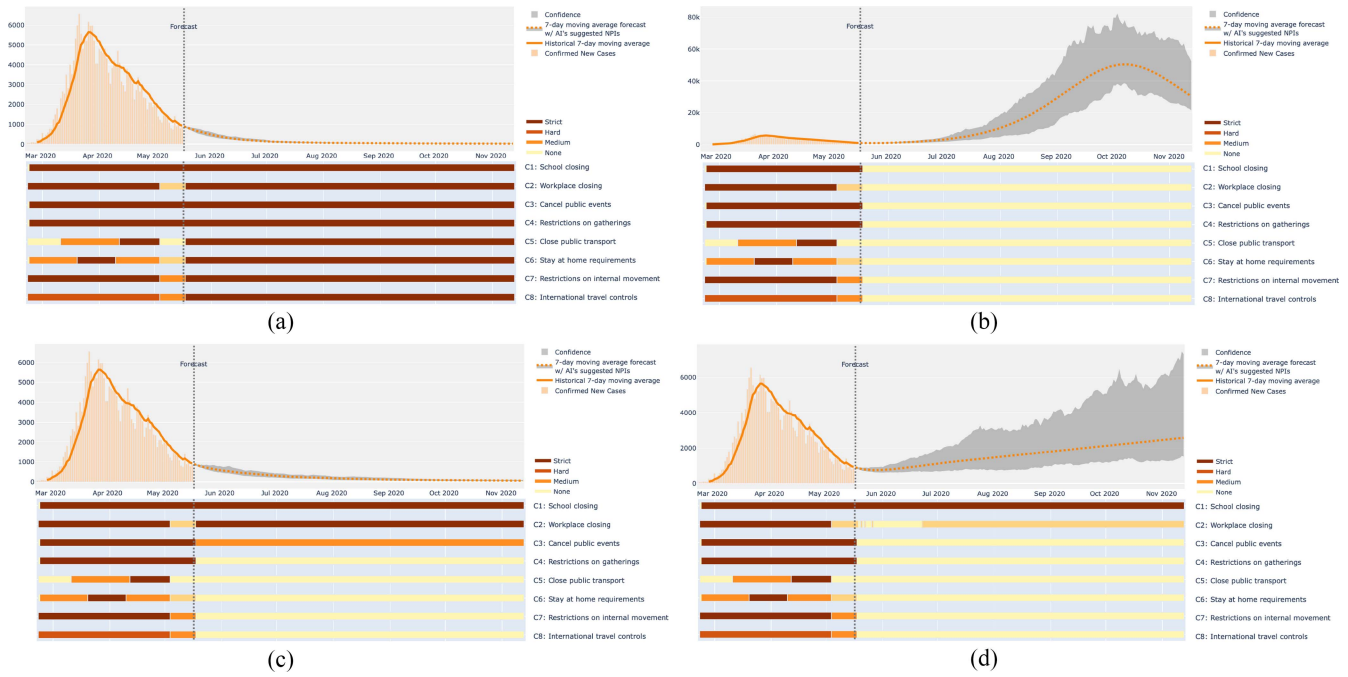 Forecast
6000
5000
4000
3000
2000
1000
0
Mar 2020 Apr 2020 May 2020 Jun 2020 Jul 2020 Aug 2020 Sep 2020 Oct 2020 Nov 2020
Confidence
7-day moving average forecast
w/ AI's suggested NPIs
Historical 7-day moving average
Confirmed New Cases
Strict
Hard
Medium
None
C1: School closing
C2: Workplace closing
C3: Cancel public events
C4: Restrictions on gatherings
C5: Close public transport
C6: Stay at home requirements
C7: Restrictions on internal movement
C8: International travel controls
(a)
Forecast
80k
60k
40k
20k
0
Mar 2020 Apr 2020 May 2020 Jun 2020 Jul 2020 Aug 2020 Sep 2020 Oct 2020 Nov 2020
Confidence
7-day moving average forecast
w/ AI's suggested NPIs
Historical 7-day moving average
Confirmed New Cases
Strict
Hard
Medium
None
C1: School closing
C2: Workplace closing
C3: Cancel public events
C4: Restrictions on gatherings
C5: Close public transport
C6: Stay at home requirements
C7: Restrictions on internal movement
C8: International travel controls
(b)
Forecast
6000
5000
4000
3000
2000
1000
0
Mar 2020 Apr 2020 May 2020 Jun 2020 Jul 2020 Aug 2020 Sep 2020 Oct 2020 Nov 2020
Confidence
7-day moving average forecast
w/ AI's suggested NPIs
Historical 7-day moving average
Confirmed New Cases
Strict
Hard
Medium
None
C1: School closing
C2: Workplace closing
C3: Cancel public events
C4: Restrictions on gatherings
C5: Close public transport
C6: Stay at home requirements
C7: Restrictions on internal movement
C8: International travel controls
(c)
Forecast
6000
4000
2000
0
Mar 2020 Apr 2020 May 2020 Jun 2020 Jul 2020 Aug 2020 Sep 2020 Oct 2020 Nov 2020
Confidence
7-day moving average forecast
w/ AI's suggested NPIs
Historical 7-day moving average
Confirmed New Cases
Strict
Hard
Medium
None
C1: School closing
C2: Workplace closing
C3: Cancel public events
C4: Restrictions on gatherings
C5: Close public transport
C6: Stay at home requirements
C7: Restrictions on internal movement
C8: International travel controls
(d)